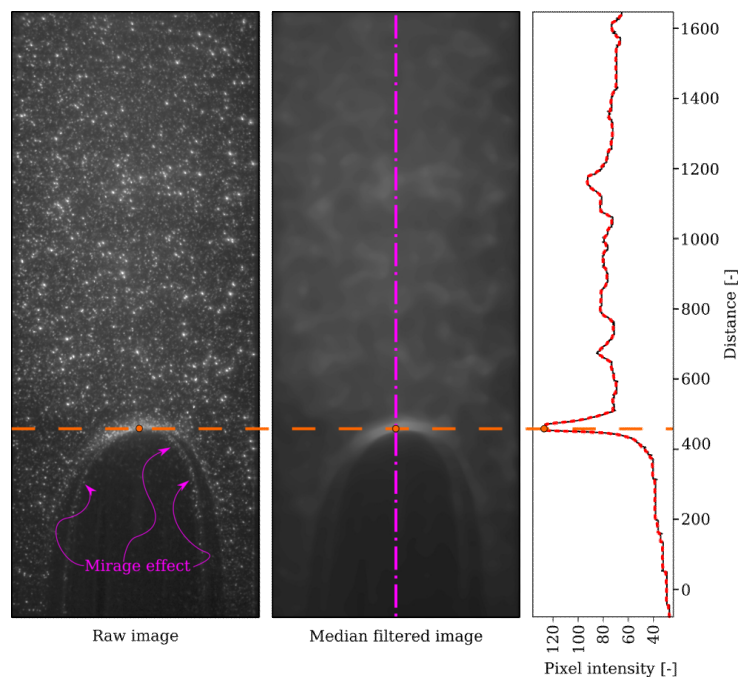 Mirage effect
Raw image
Median filtered image
1600
1400
1200
1000
800
600
400
200
0
Distance [-]
120
100
80
60
40
Pixel intensity [-]